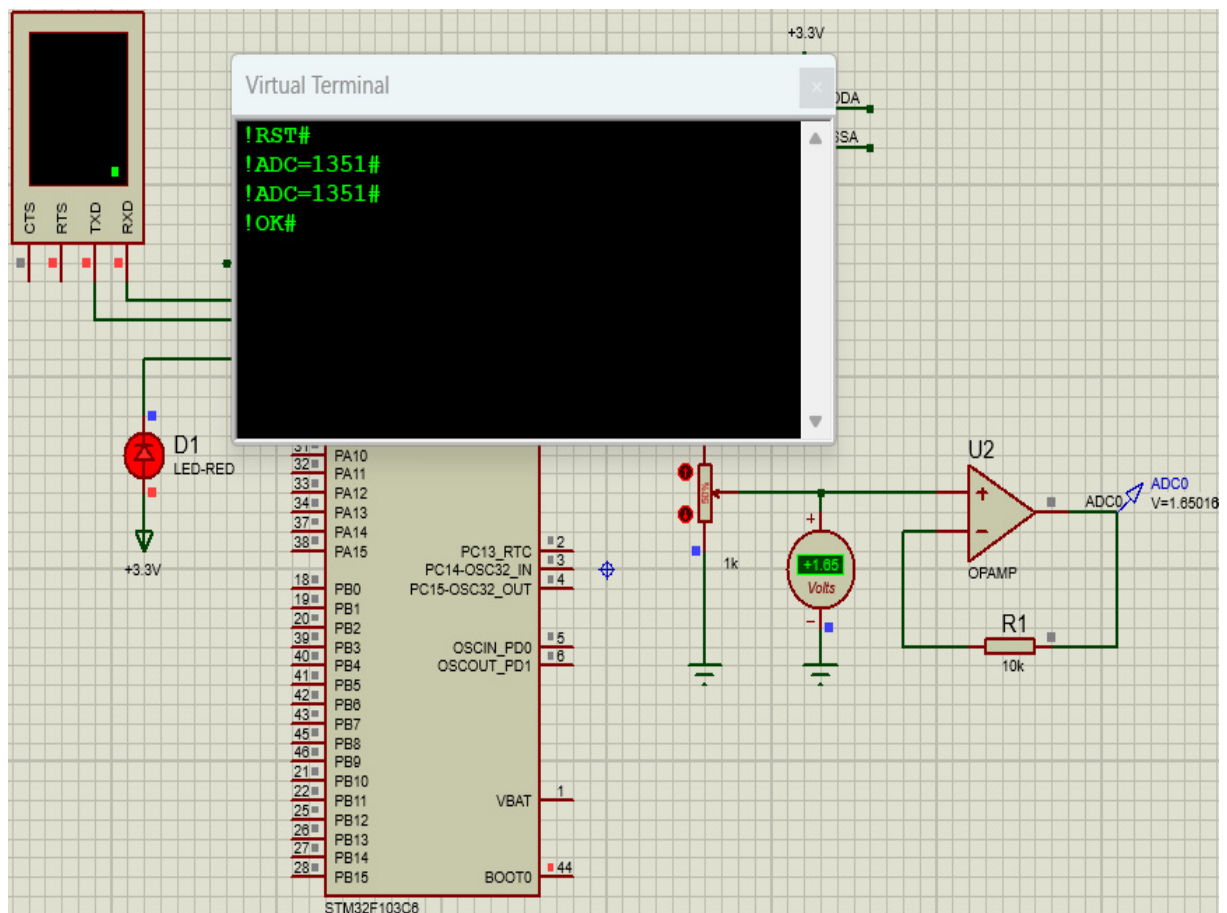 +3.3V
Virtual Terminal
DDA
SSA
!RST#
!ADC=1351#
!ADC=1351#
!OK#
CTS
RTS
TXD
RXD
D1
LED-RED
+3.3V
31
PA10
32
PA11
33
PA12
34
PA13
37
PA14
38
PA15
18
PB0
19
PB1
20
PB2
39
PB3
40
PB4
41
PB5
42
PB6
43
PB7
45
PB8
46
PB9
21
PB10
22
PB11
25
PB12
26
PB13
27
PB14
28
PB15
PC13_RTC
2
PC14-OSC32_IN
3
PC15-OSC32_OUT
4
OSCIN_PD0
5
OSCOUT_PD1
6
VBAT
1
BOOT0
44
STM32F103C6
50%
1k
+
+1.65
Volts
−
U2
+
−
OPAMP
ADC0
ADC0
V=1.65016
R1
10k